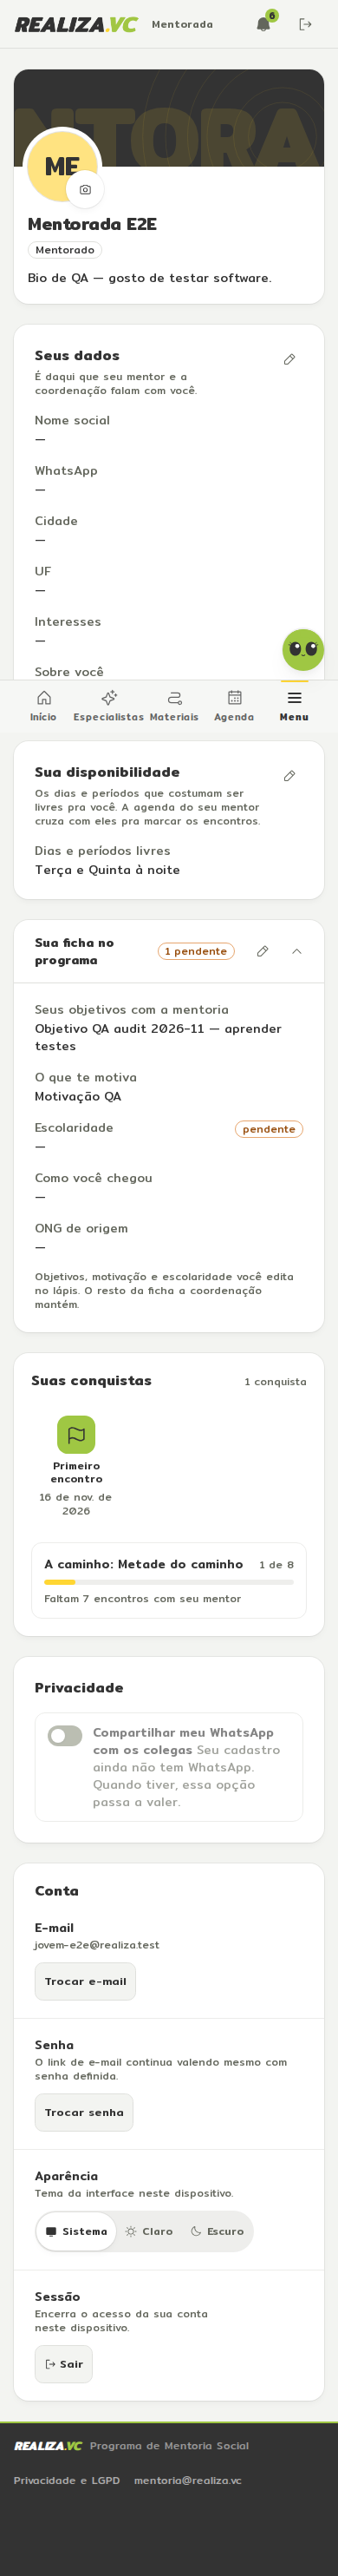 REALIZA.VC Mentorada 6
NTORA
ME
Mentorada E2E
Mentorado
Bio de QA — gosto de testar software.
Seus dados
É daqui que seu mentor e a
coordenação falam com você.
Nome social
—
WhatsApp
—
Cidade
—
UF
—
Interesses
—
Sobre você
Início Especialistas Materiais Agenda Menu
Sua disponibilidade
Os dias e períodos que costumam ser
livres pra você. A agenda do seu mentor
cruza com eles pra marcar os encontros.
Dias e períodos livres
Terça e Quinta à noite
Sua ficha no
programa
1 pendente
Seus objetivos com a mentoria
Objetivo QA audit 2026-11 — aprender
testes
O que te motiva
Motivação QA
Escolaridade pendente
—
Como você chegou
—
ONG de origem
—
Objetivos, motivação e escolaridade você edita
no lápis. O resto da ficha a coordenação
mantém.
Suas conquistas 1 conquista
Primeiro
encontro
16 de nov. de
2026
A caminho: Metade do caminho 1 de 8
Faltam 7 encontros com seu mentor
Privacidade
Compartilhar meu WhatsApp
com os colegas Seu cadastro
ainda não tem WhatsApp.
Quando tiver, essa opção
passa a valer.
Conta
E-mail
jovem-e2e@realiza.test
Trocar e-mail
Senha
O link de e-mail continua valendo mesmo com
senha definida.
Trocar senha
Aparência
Tema da interface neste dispositivo.
Sistema Claro Escuro
Sessão
Encerra o acesso da sua conta
neste dispositivo.
Sair
REALIZA.VC Programa de Mentoria Social
Privacidade e LGPD mentoria@realiza.vc